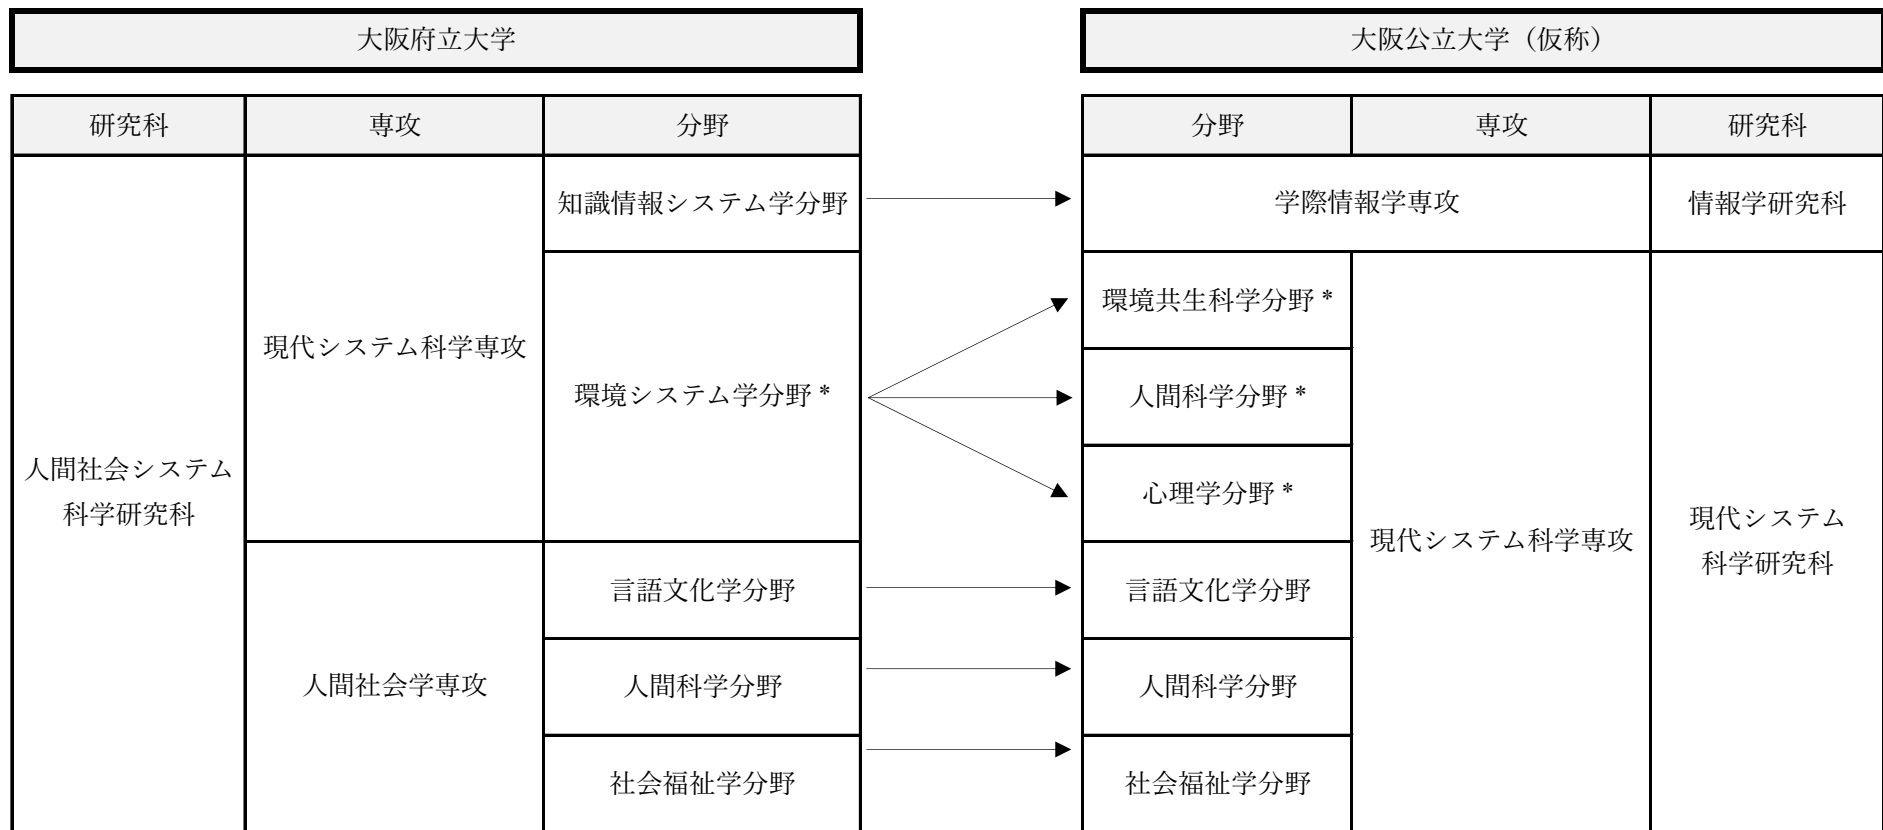 大阪府立大学
大阪公立大学（仮称）
研究科 専攻 分野
分野 専攻 研究科
知識情報システム学分野
学際情報学専攻
情報学研究科
環境共生科学分野 *
現代システム科学専攻
環境システム学分野 *
人間科学分野 *
人間社会システム
科学研究科
心理学分野 *
現代システム科学専攻
現代システム
科学研究科
言語文化学分野
言語文化学分野
人間社会学専攻
人間科学分野
人間科学分野
社会福祉学分野
社会福祉学分野